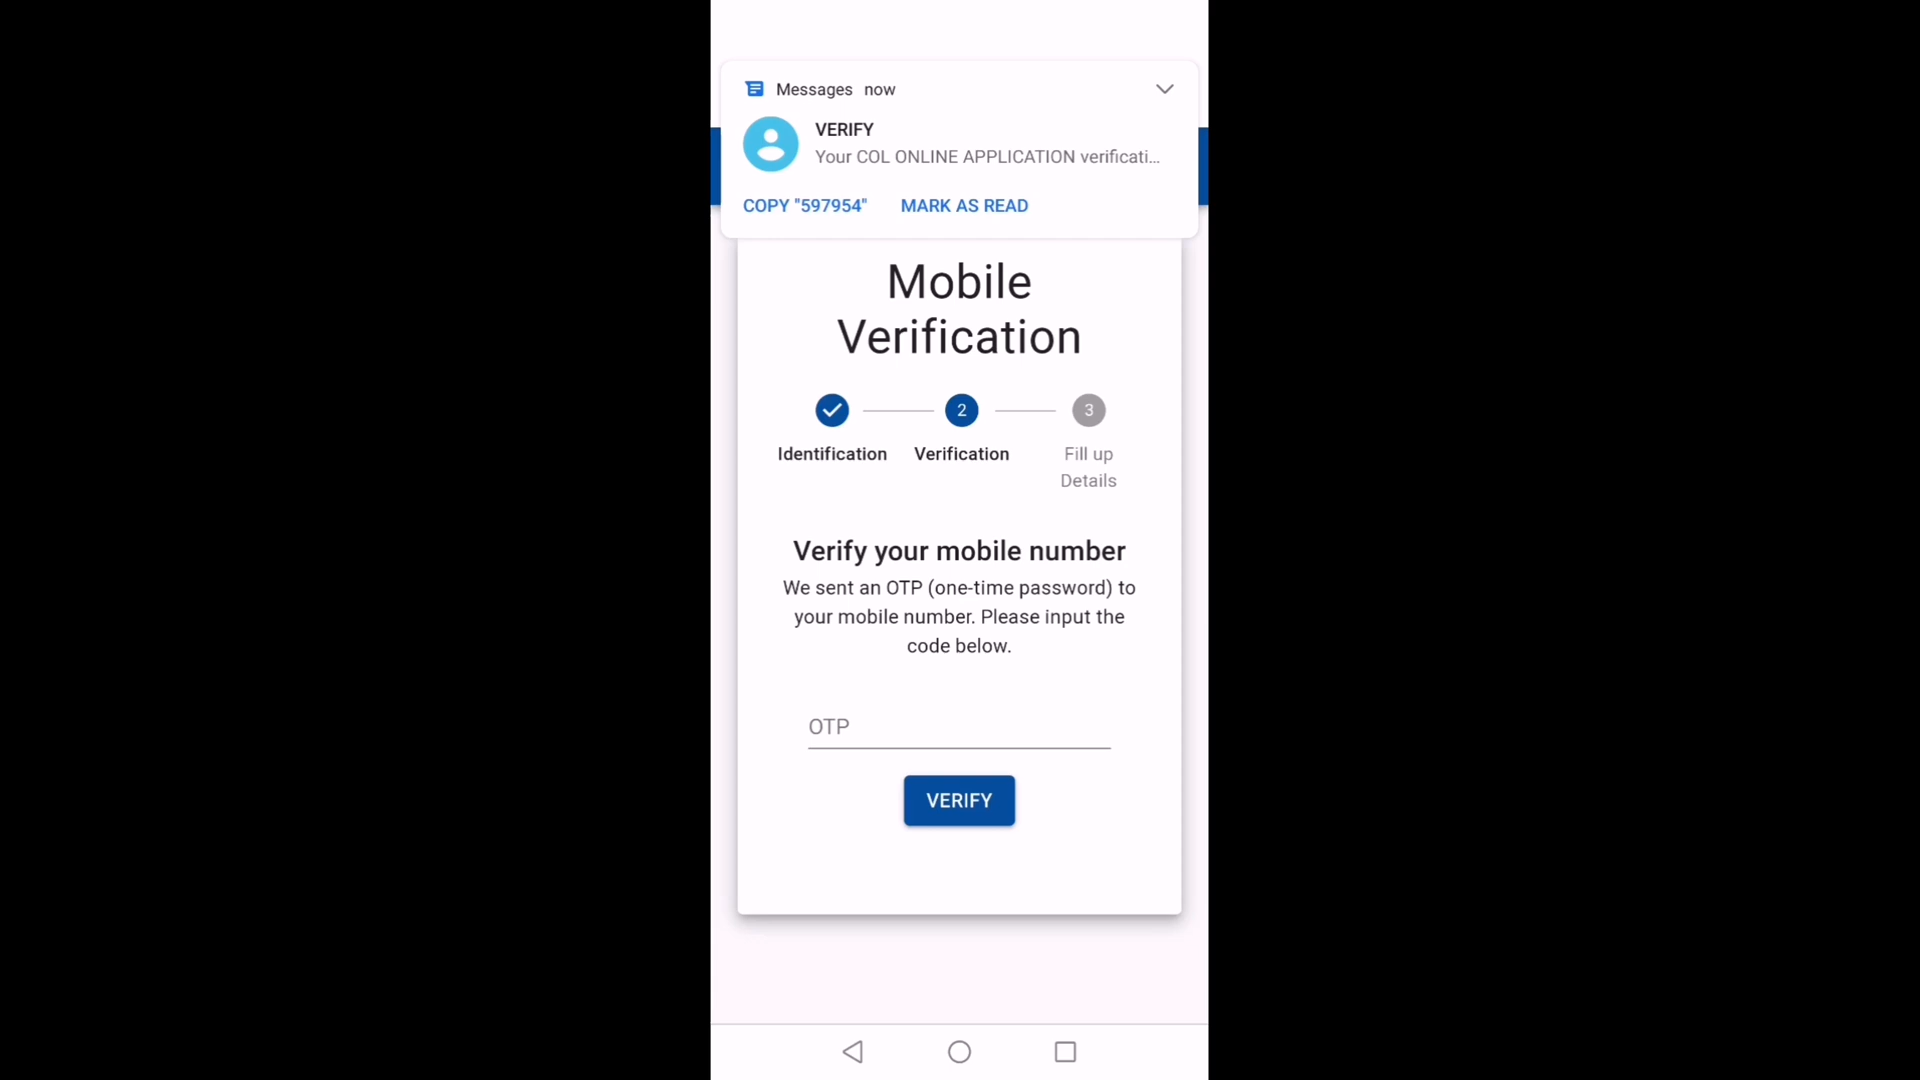 Messages now
VERIFY
Your COL ONLINE APPLICATION verificati...
COPY "597954" MARK AS READ
Mobile
Verification
2 3
Identification Verification Fill up
Details
Verify your mobile number
We sent an OTP (one-time password) to
your mobile number. Please input the
code below.
OTP
VERIFY